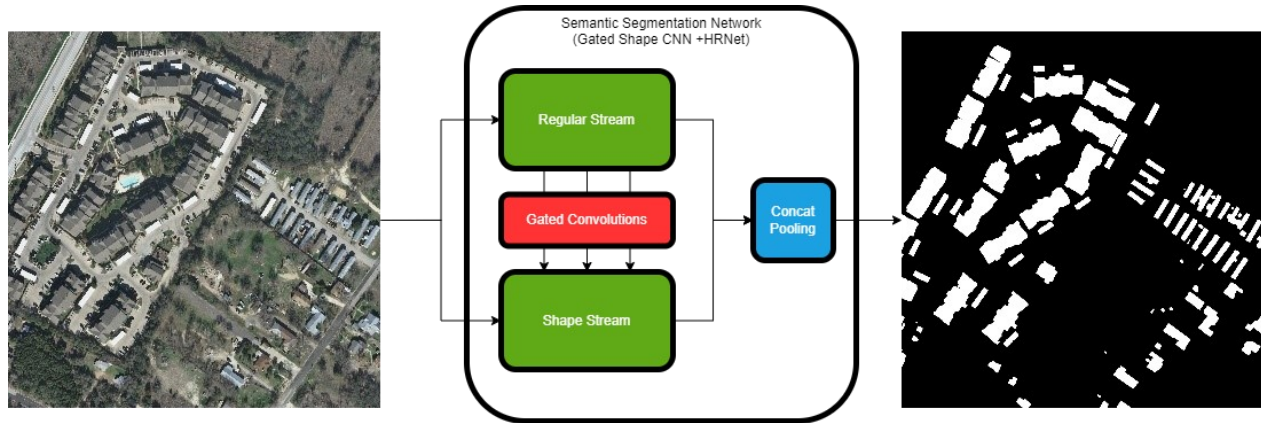 Semantic Segmentation Network
(Gated Shape CNN +HRNet)
Regular Stream
Gated Convolutions
Concat
Pooling
Shape Stream